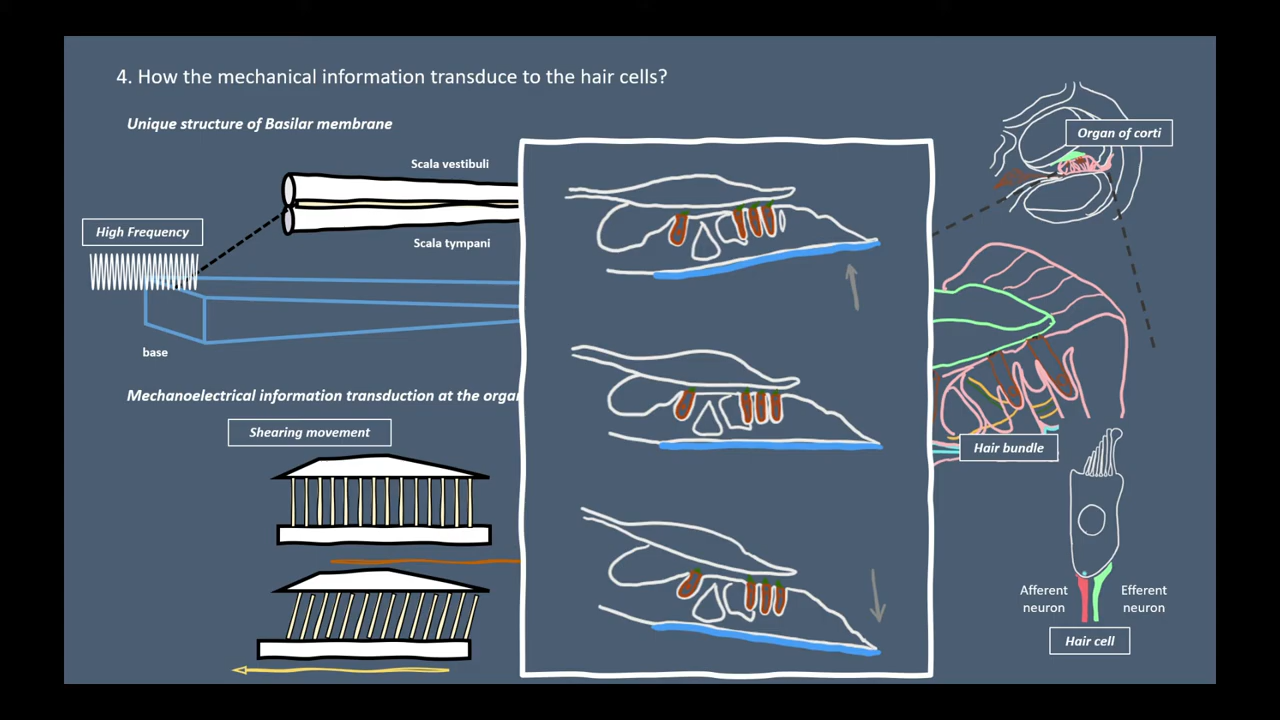 4. How the mechanical information transduce to the hair cells?
Unique structure of Basilar membrane
Organ of corti
Scala vestibuli
High Frequency
Scala tympani
base
Mechanoelectrical information transduction at the orga
Shearing movement
Hair bundle
Afferent
neuron
Efferent
neuron
Hair cell